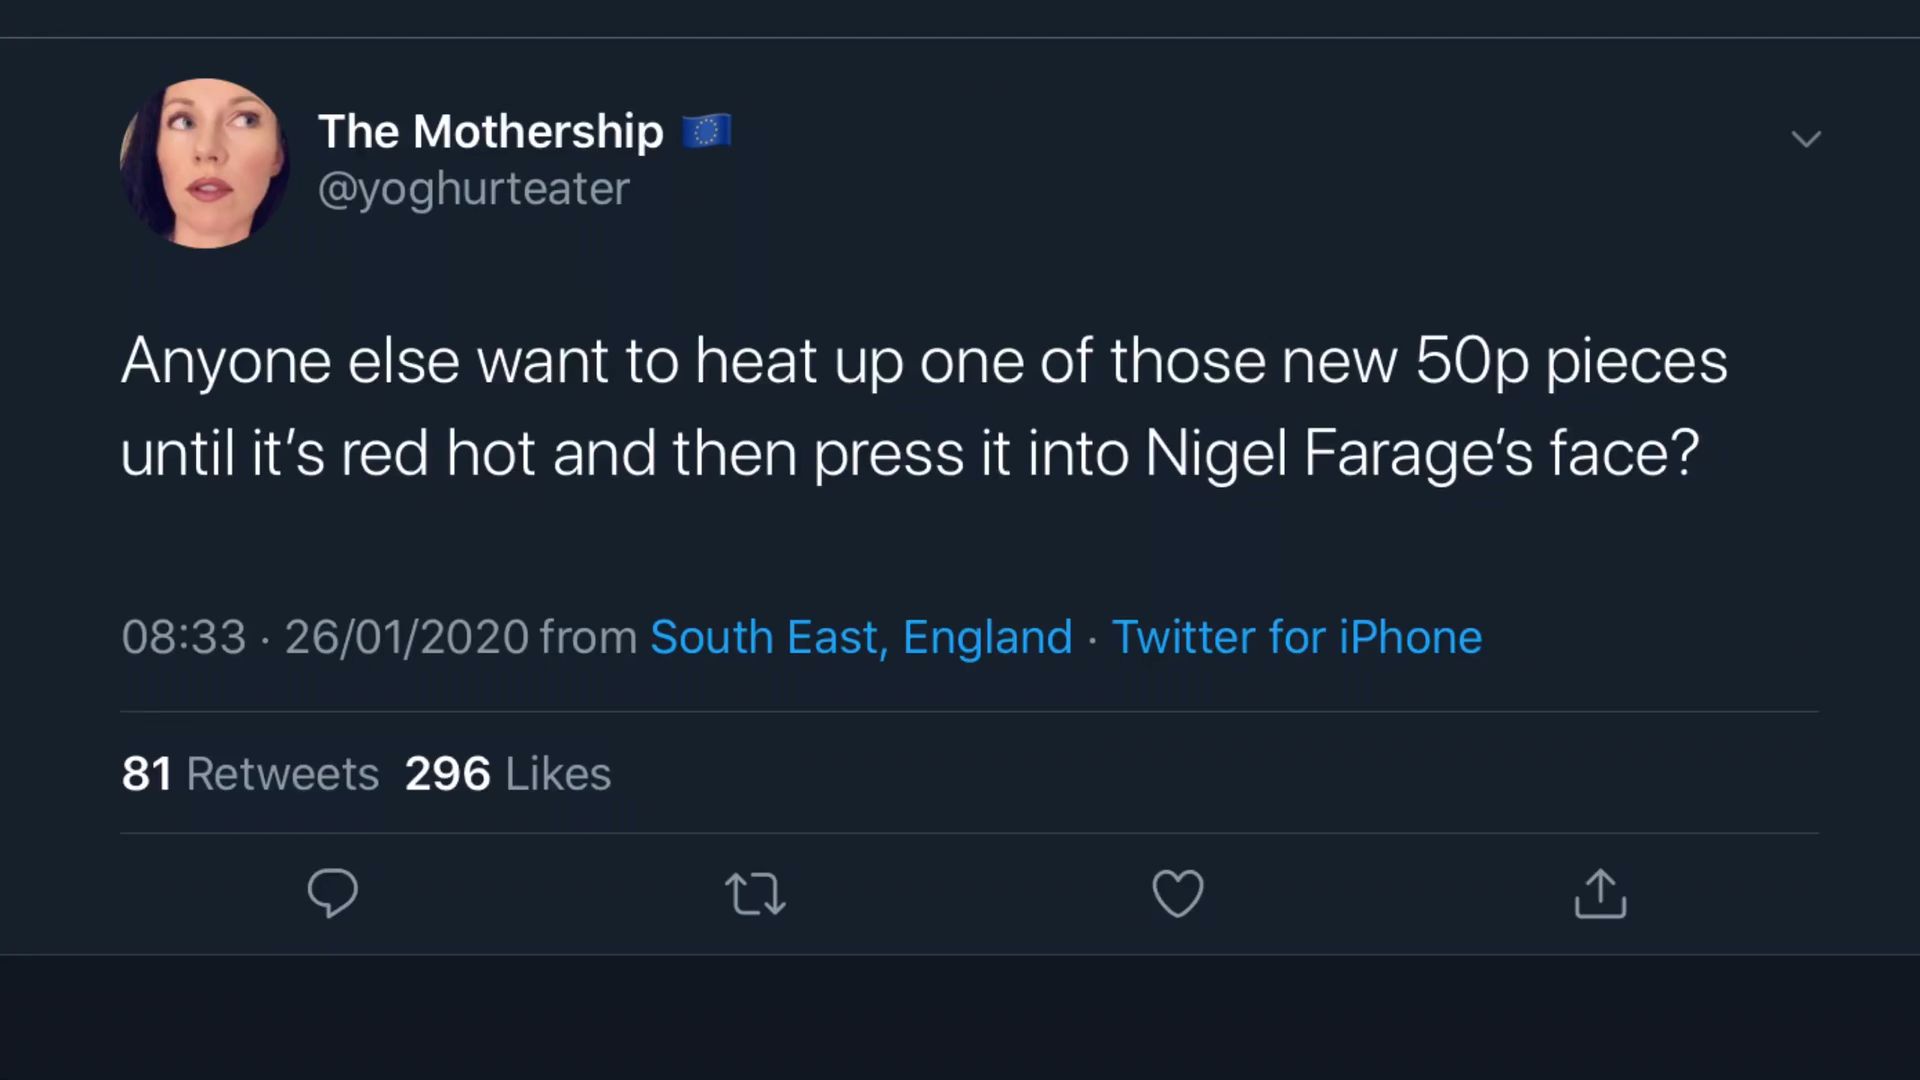 The Mothership 🇪🇺
@yoghurteater
Anyone else want to heat up one of those new 50p pieces
until it’s red hot and then press it into Nigel Farage’s face?
08:33 · 26/01/2020 from South East, England · Twitter for iPhone
81 Retweets 296 Likes